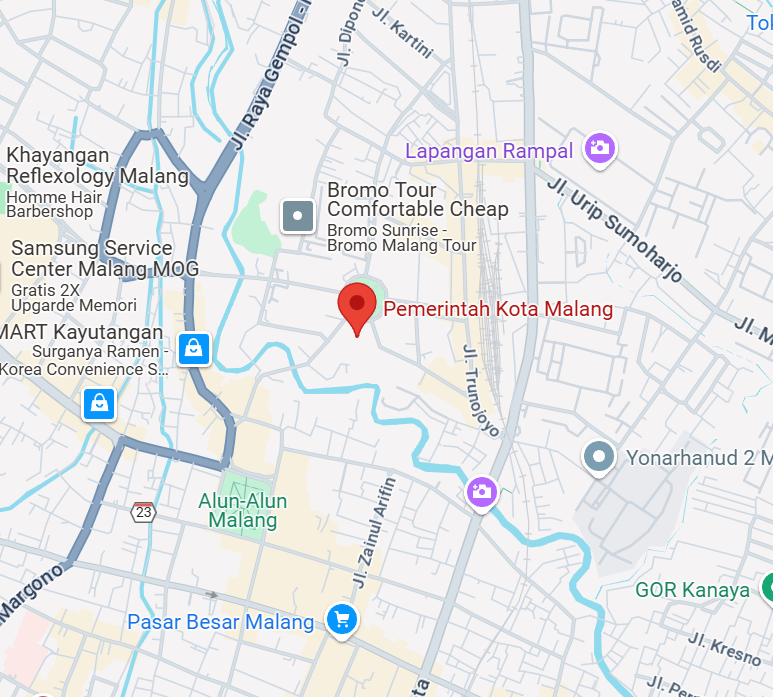 Jl. Kartini
Jl. Dipono
amid Rusdi
Tok
Jl. Raya Gempol -
Lapangan Rampal
Khayangan
Reflexology Malang
Homme Hair
Barbershop
Bromo Tour
Comfortable Cheap
Bromo Sunrise -
Bromo Malang Tour
Jl. Urip Sumoharjo
Samsung Service
Center Malang MOG
Gratis 2X
Upgarde Memori
Pemerintah Kota Malang
MART Kayutangan
Surganya Ramen -
Korea Convenience S...
Jl. M
Jl. Trunojoyo
Yonarhanud 2 M
Alun-Alun
Malang
23
Jl. Zainul Arifin
Margono
GOR Kanaya
Pasar Besar Malang
Jl. Kresno
Jl. Per
ta